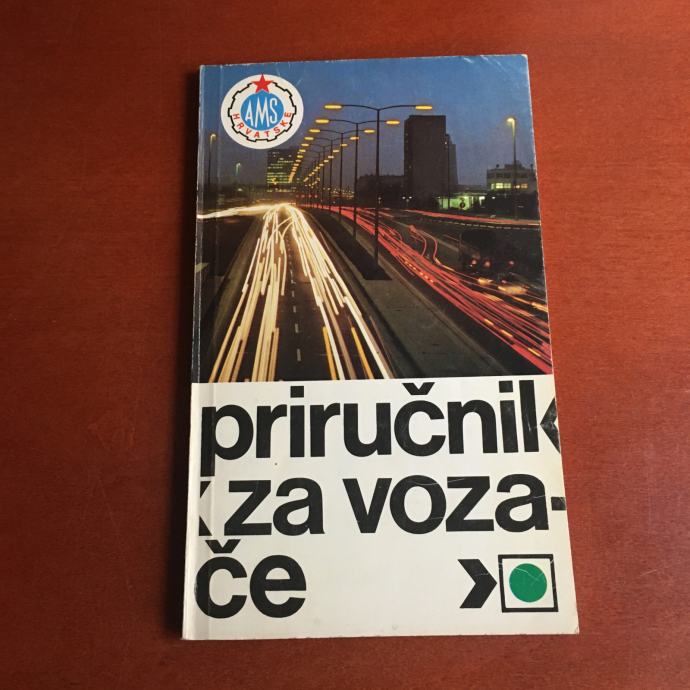 AMS
HRVATSKE
priručnik
za voza-
če